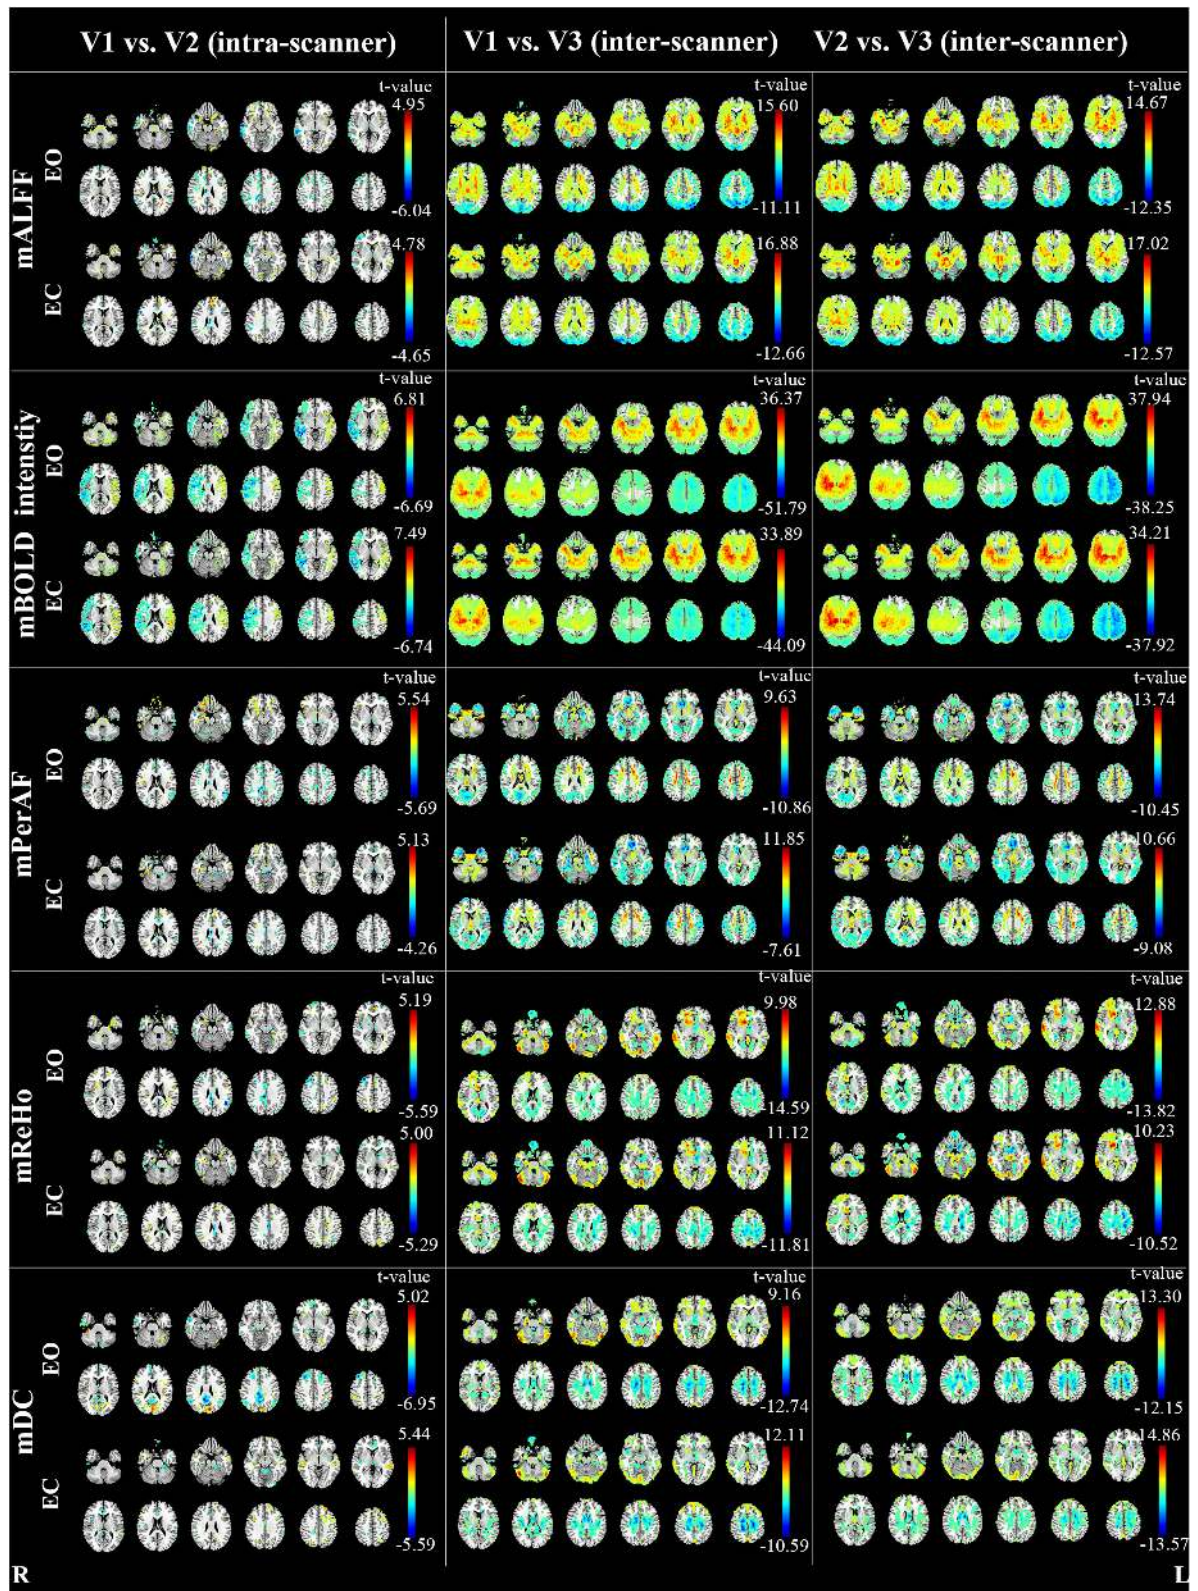 V1 vs. V2 (intra-scanner) V1 vs. V3 (inter-scanner) V2 vs. V3 (inter-scanner)
mALFF
EO
t-value 4.95 -6.04
t-value 15.60 -11.11
t-value 14.67 -12.35
EC
4.78 -4.65
16.88 -12.66
17.02 -12.57
mBOLD intenstiy
EO
t-value 6.81 -6.69
t-value 36.37 -51.79
t-value 37.94 -38.25
EC
7.49 -6.74
33.89 -44.09
34.21 -37.92
mPerAF
EO
t-value 5.54 -5.69
t-value 9.63 -10.86
t-value 13.74 -10.45
EC
5.13 -4.26
11.85 -7.61
10.66 -9.08
mReHo
EO
t-value 5.19 -5.59
t-value 9.98 -14.59
t-value 12.88 -13.82
EC
5.00 -5.29
11.12 -11.81
10.23 -10.52
mDC
EO
t-value 5.02 -6.95
t-value 9.16 -12.74
t-value 13.30 -12.15
EC
5.44 -5.59
12.11 -10.59
14.86 -13.57
R L